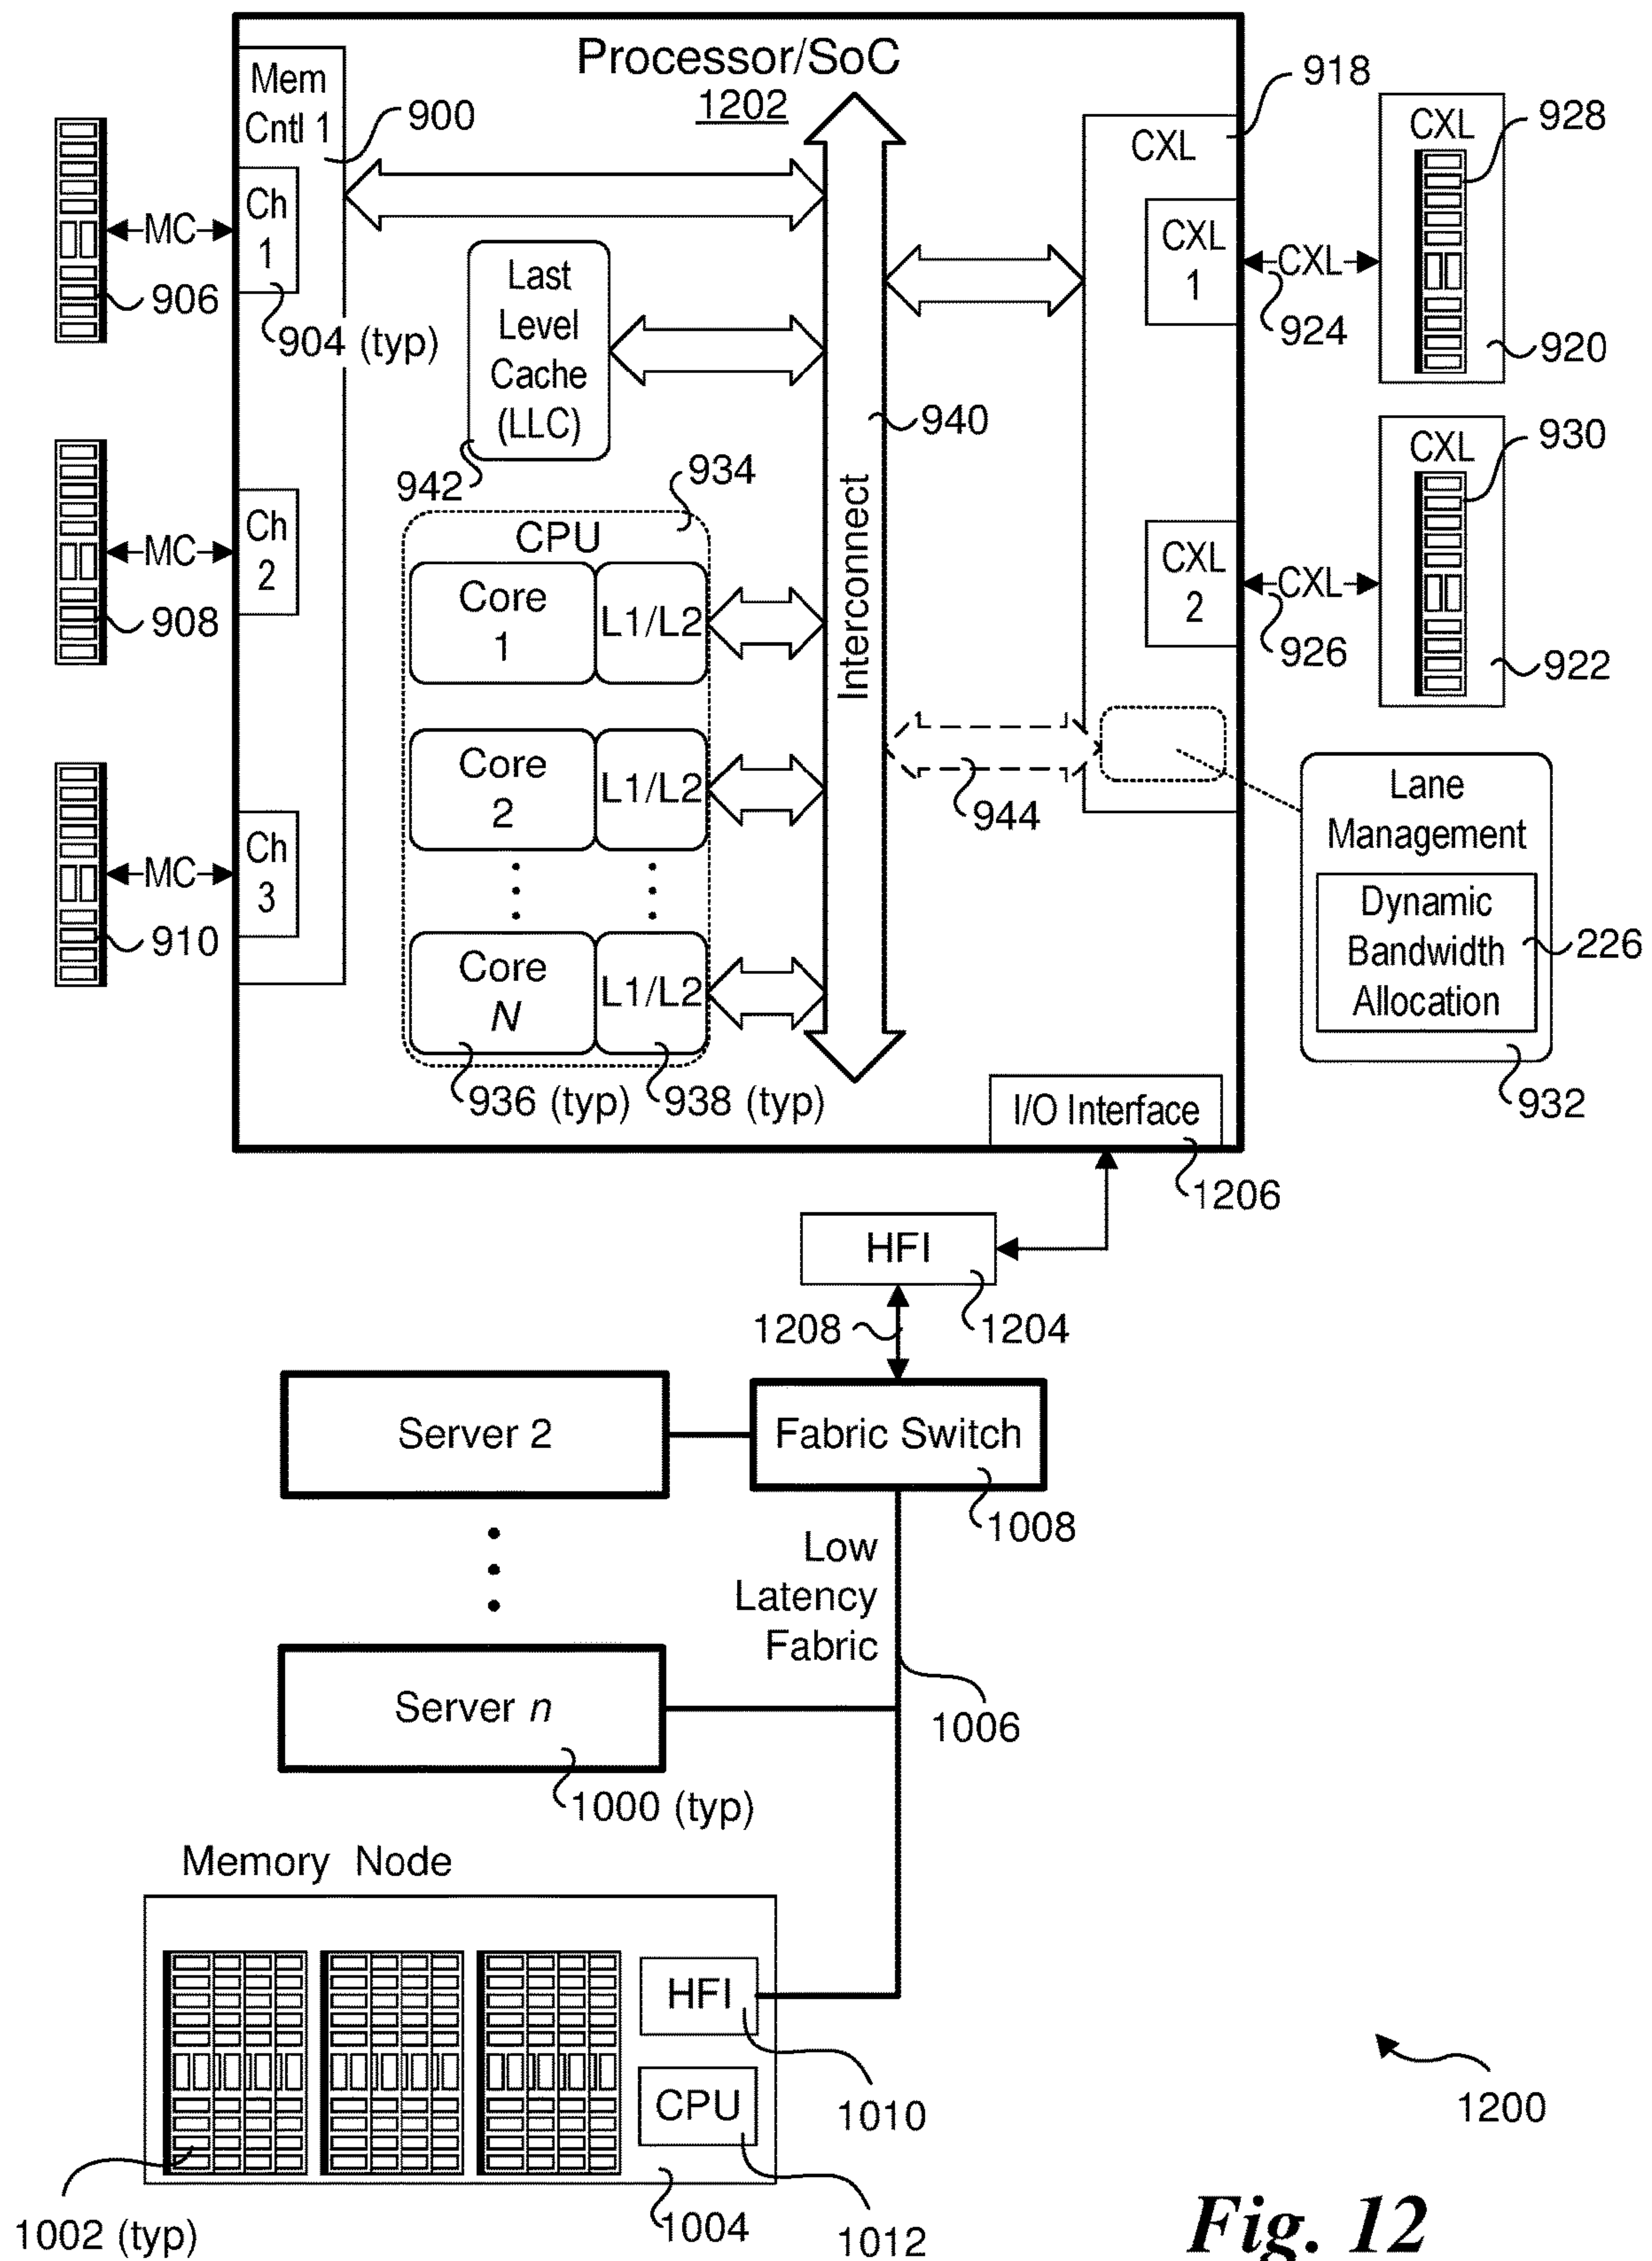 Processor/SoC
1202
Mem
Cntl 1
900
Ch
1
MC
906
904 (typ)
Last
Level
Cache
(LLC)
942
918
CXL
CXL
1
CXL
924
CXL
928
920
940
Interconnect
934
CPU
Core
1
L1/L2
Core
2
L1/L2
Core
N
L1/L2
936 (typ)
938 (typ)
Ch
2
MC
908
Ch
3
MC
910
CXL
2
CXL
926
CXL
930
922
944
Lane
Management
Dynamic
Bandwidth
Allocation
226
932
I/O Interface
1206
HFI
1204
1208
Server 2
Fabric Switch
1008
Low
Latency
Fabric
1006
Server n
1000 (typ)
Memory Node
HFI
1010
CPU
1012
1002 (typ)
1004
1200
Fig. 12